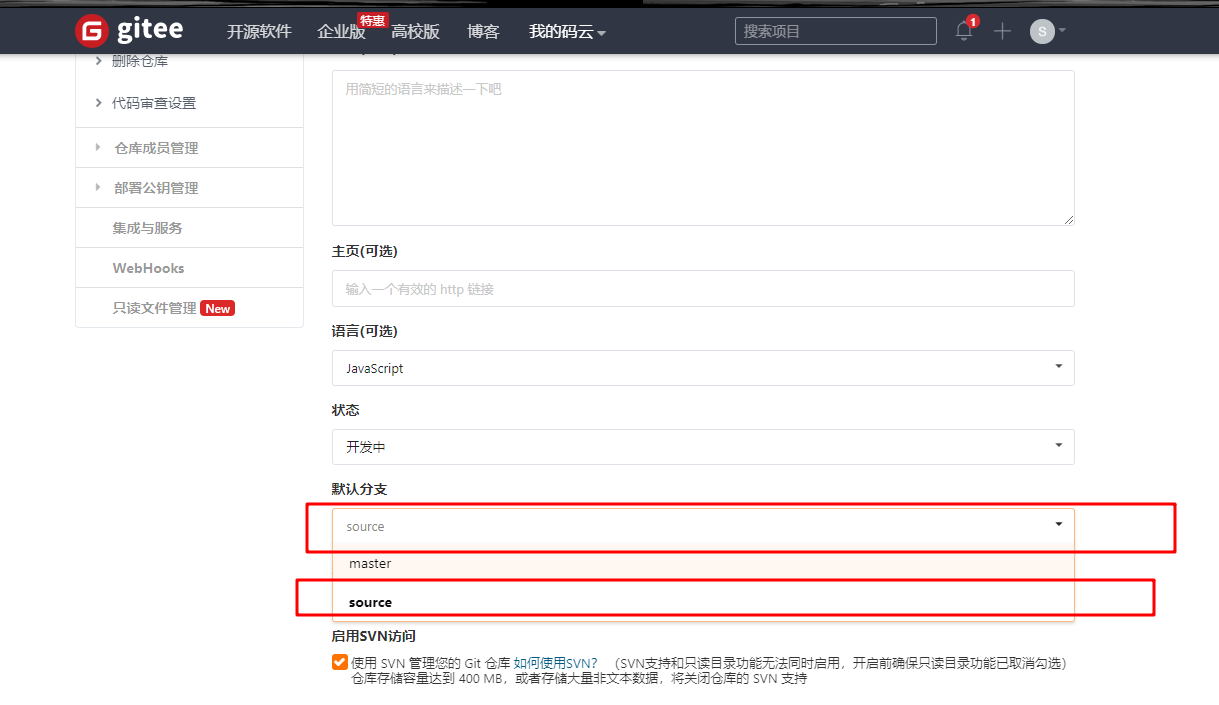 gitee 开源软件 企业版 特惠 高校版 博客 我的码云 搜索项目 1 S
删除仓库
代码审查设置
仓库成员管理
部署公钥管理
集成与服务
WebHooks
只读文件管理 New
用简短的语言来描述一下吧
主页(可选)
输入一个有效的 http 链接
语言(可选)
JavaScript
状态
开发中
默认分支
source
master
source
启用SVN访问
使用 SVN 管理您的 Git 仓库 如何使用SVN? (SVN支持和只读目录功能无法同时启用，开启前确保只读目录功能已取消勾选)
仓库存储容量达到 400 MB，或者存储大量非文本数据，将关闭仓库的 SVN 支持